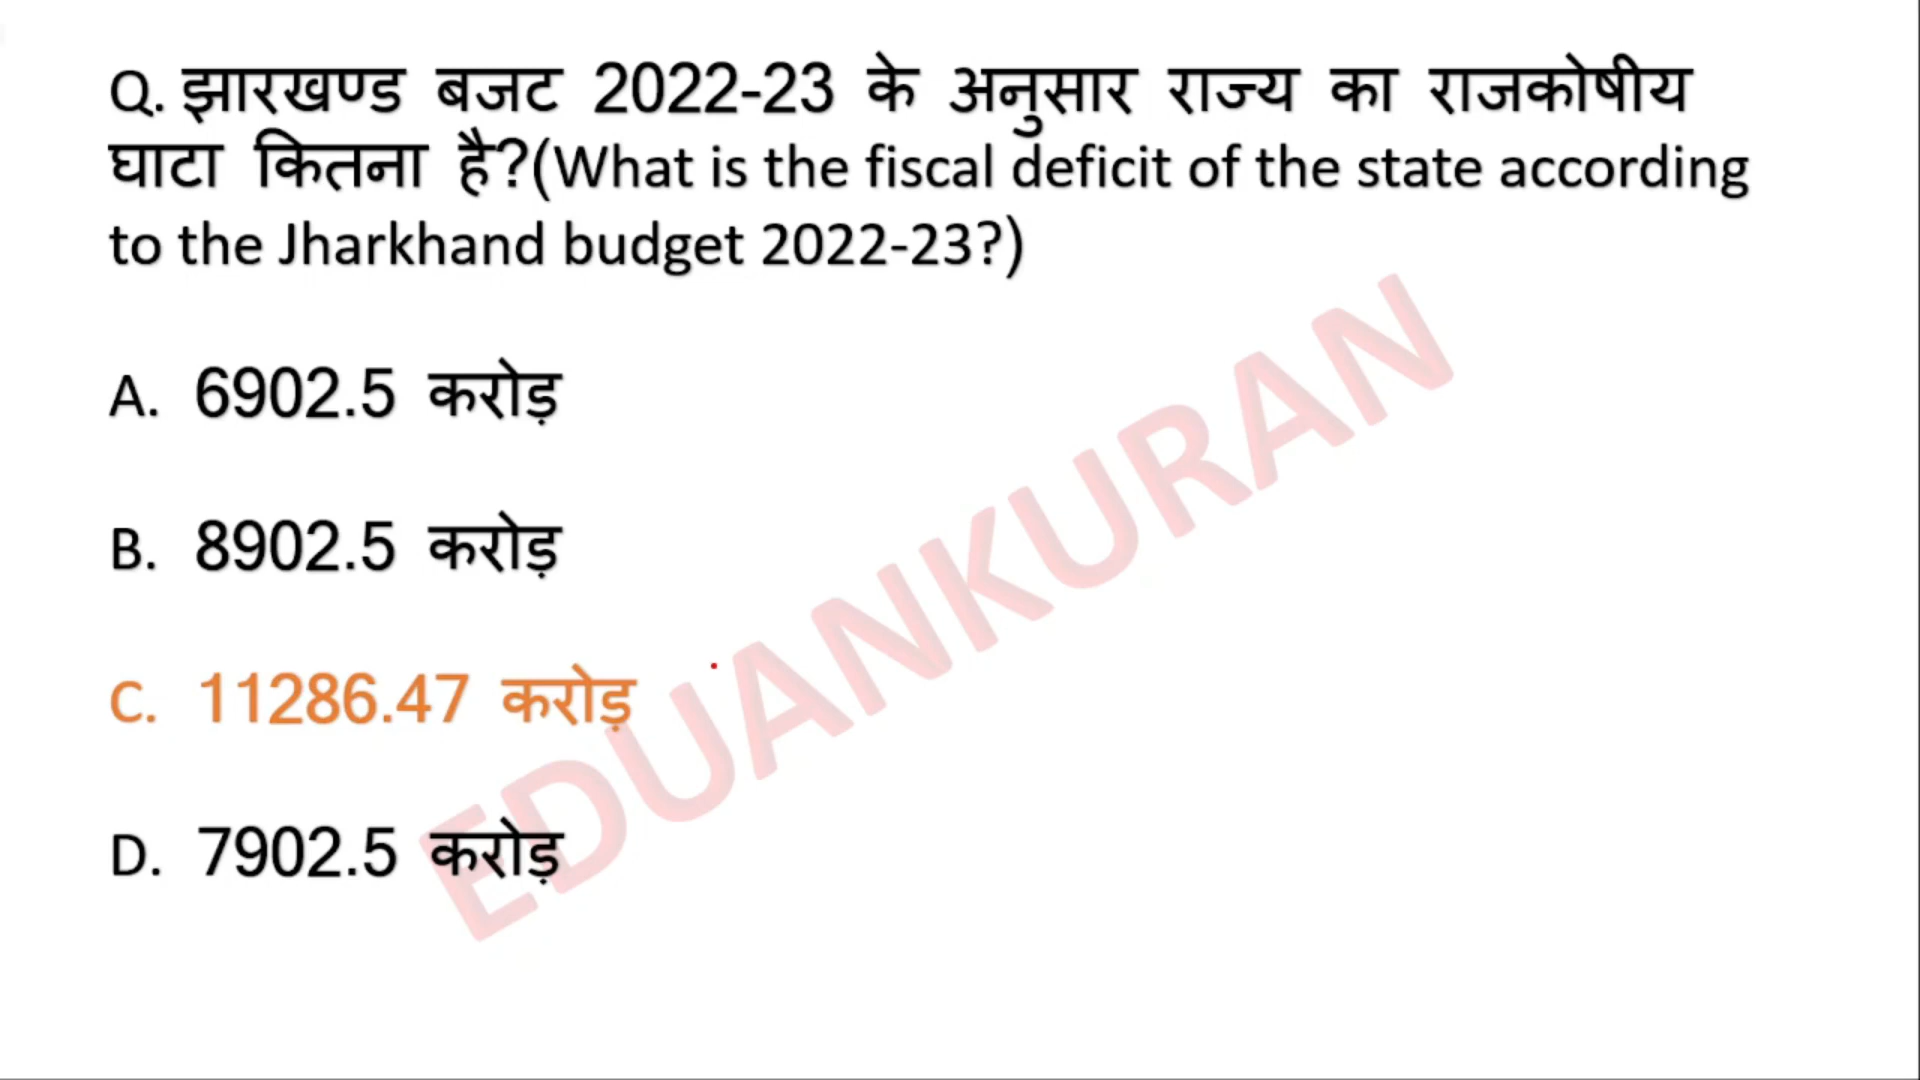 Q. झारखण्ड बजट 2022-23 के अनुसार राज्य का राजकोषीय
घाटा कितना है?(What is the fiscal deficit of the state according
to the Jharkhand budget 2022-23?)
A. 6902.5 करोड़
B. 8902.5 करोड़
C. 11286.47 करोड़
D. 7902.5 करोड़
EDUANKURAN